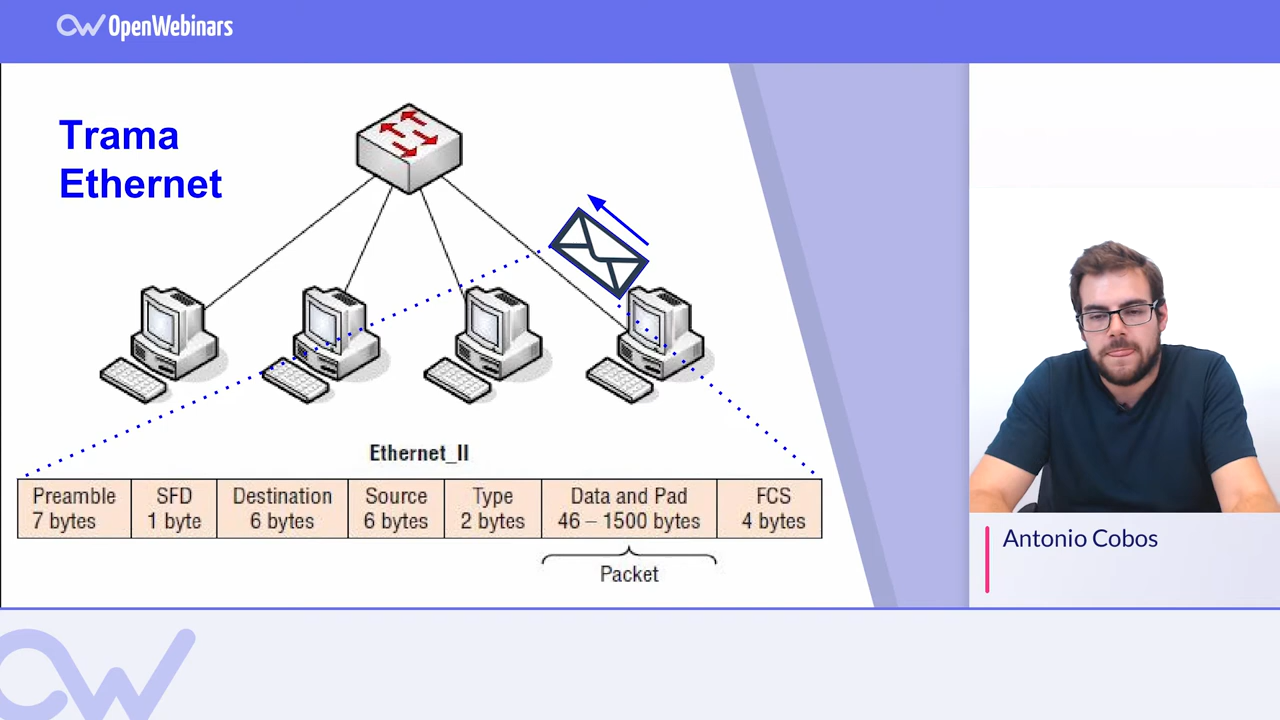 OpenWebinars
Trama
Ethernet
Ethernet_II
Preamble SFD Destination Source Type Data and Pad FCS
7 bytes 1 byte 6 bytes 6 bytes 2 bytes 46 – 1500 bytes 4 bytes
Packet
Antonio Cobos